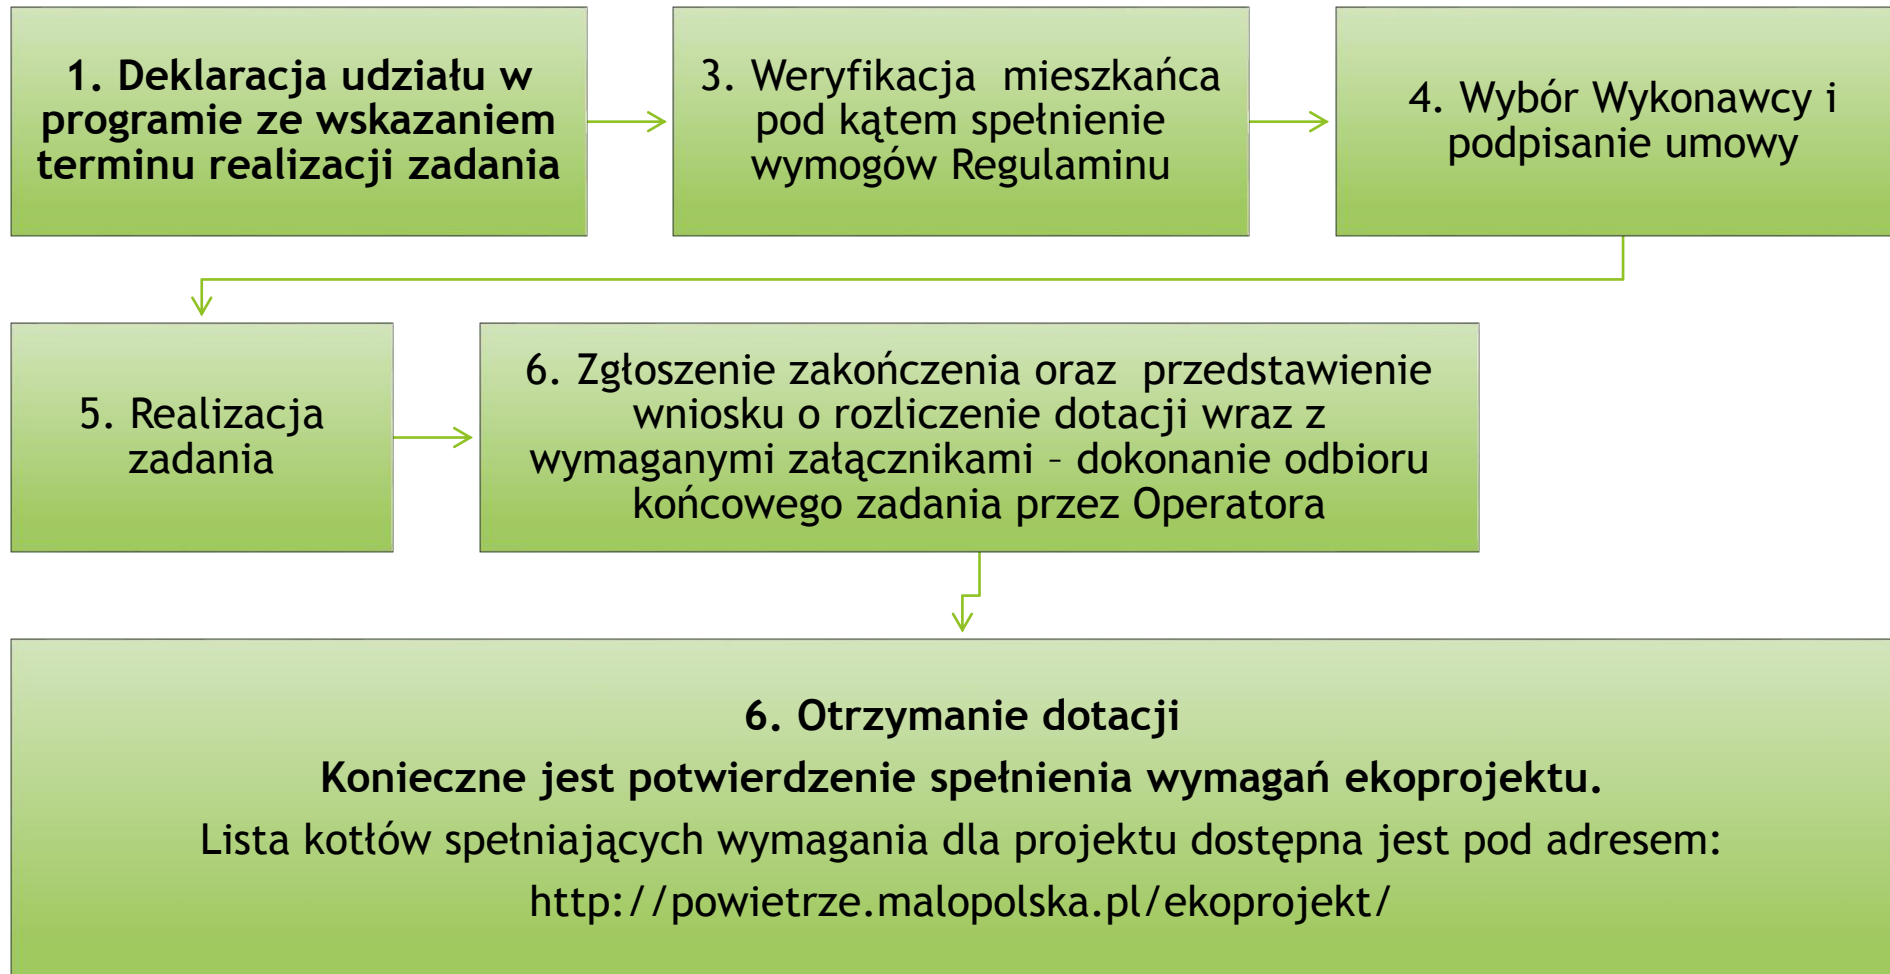 1. Deklaracja udziału w
programie ze wskazaniem
terminu realizacji zadania
3. Weryfikacja mieszkańca
pod kątem spełnienie
wymogów Regulaminu
4. Wybór Wykonawcy i
podpisanie umowy
5. Realizacja
zadania
6. Zgłoszenie zakończenia oraz przedstawienie
wniosku o rozliczenie dotacji wraz z
wymaganymi załącznikami – dokonanie odbioru
końcowego zadania przez Operatora
6. Otrzymanie dotacji
Konieczne jest potwierdzenie spełnienia wymagań ekoprojektu.
Lista kotłów spełniających wymagania dla projektu dostępna jest pod adresem:
http://powietrze.malopolska.pl/ekoprojekt/